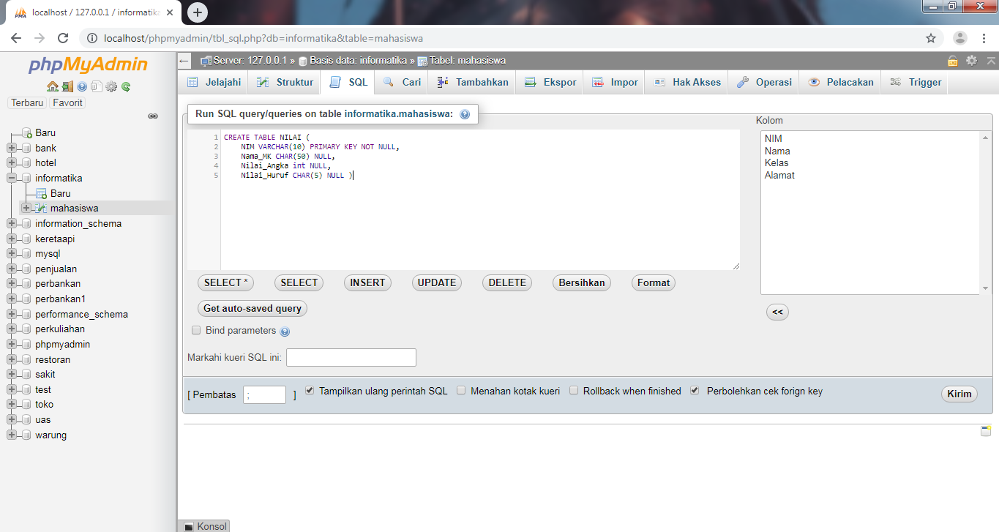 localhost / 127.0.0.1 / informatika
localhost/phpmyadmin/tbl_sql.php?db=informatika&table=mahasiswa
phpMyAdmin
Terbaru Favorit
Baru
bank
hotel
informatika
Baru
mahasiswa
information_schema
keretaapi
mysql
penjualan
perbankan
perbankan1
performance_schema
perkuliahan
phpmyadmin
restoran
sakit
test
toko
uas
warung
Server: 127.0.0.1 » Basis data: informatika » Tabel: mahasiswa
Jelajahi Struktur SQL Cari Tambahkan Ekspor Impor Hak Akses Operasi Pelacakan Trigger
Run SQL query/queries on table informatika.mahasiswa:
1 CREATE TABLE NILAI (
2 NIM VARCHAR(10) PRIMARY KEY NOT NULL,
3 Nama_MK CHAR(50) NULL,
4 Nilai_Angka int NULL,
5 Nilai_Huruf CHAR(5) NULL )
Kolom
NIM
Nama
Kelas
Alamat
SELECT * SELECT INSERT UPDATE DELETE Bersihkan Format
<<
Get auto-saved query
Bind parameters
Markahi kueri SQL ini:
[ Pembatas ; ] Tampilkan ulang perintah SQL Menahan kotak kueri Rollback when finished Perbolehkan cek forign key Kirim
Konsol